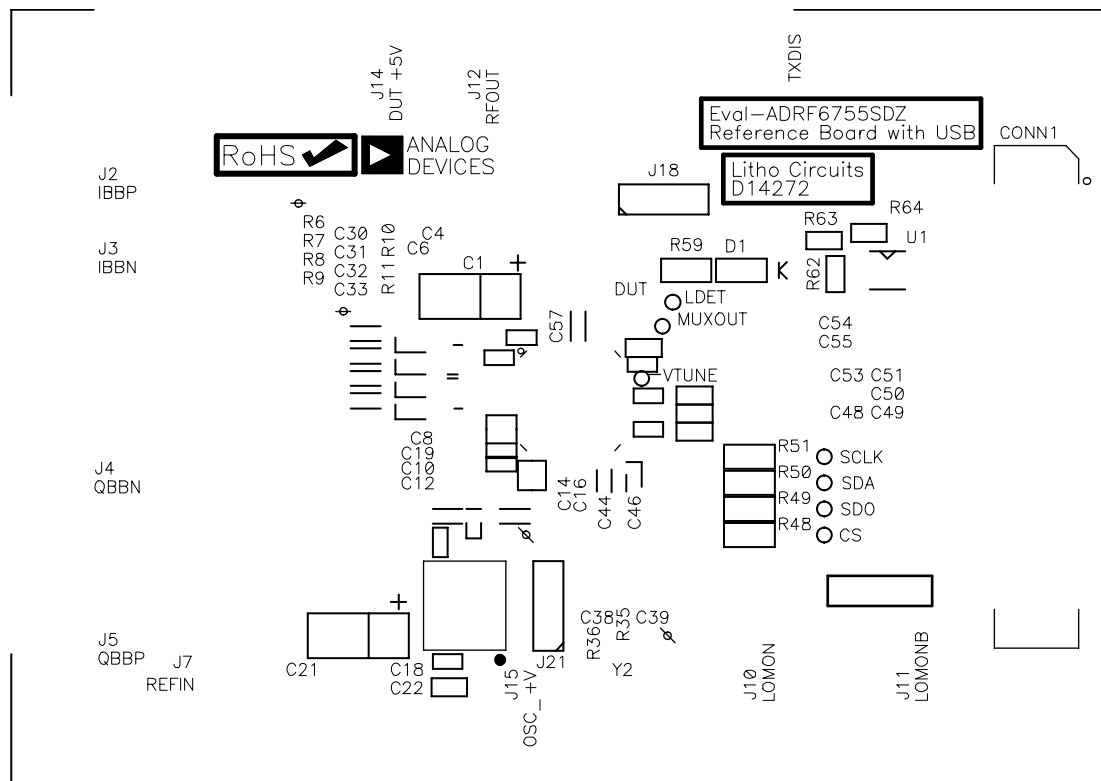 TXDIS
J14
DUT +5V
J12
RFOUT
Eval-ADRF6755SDZ
Reference Board with USB
CONN1
RoHS
ANALOG
DEVICES
Litho Circuits
D14272
J2
IBBP
J18
R64
R63
R6
R7
R8
R9
C30
C31
C32
C33
R10
R11
C4
C6
U1
J3
IBBN
R59
D1
K
R62
C1
+
DUT
LDET
MUXOUT
C57
C54
C55
VTUNE
C53
C51
C50
C48
C49
C8
C19
C10
C12
R51
R50
R49
R48
SCLK
SDA
SDO
CS
J4
QBBN
C14
C16
C44
C46
+
C38
C39
R36
R35
J5
QBBP
J7
REFIN
C21
C18
C22
J21
J15
OSC_+V
Y2
J10
LOMON
J11
LOMONB